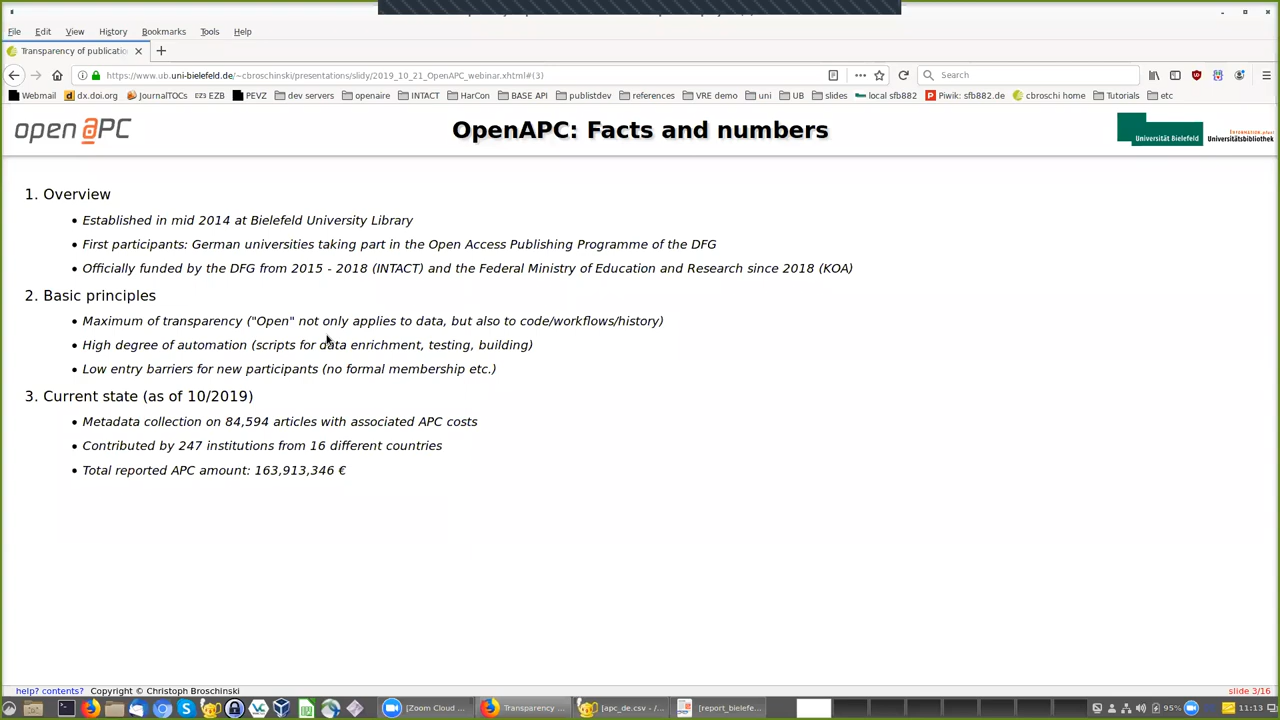 File Edit View History Bookmarks Tools Help
Transparency of publicatio
https://www.ub.uni-bielefeld.de/~cbroschinski/presentations/slidy/2019_10_21_OpenAPC_webinar.xhtml#(3)
Search
Webmail dx.doi.org JournalTOCs EZB PEVZ dev servers openaire INTACT HarCon BASE API publistdev references VRE demo uni UB slides local sfb882 Piwik: sfb882.de cbroschi home Tutorials etc
open aPC
OpenAPC: Facts and numbers
Universität Bielefeld
Universitätsbibliothek
1. Overview
• Established in mid 2014 at Bielefeld University Library
• First participants: German universities taking part in the Open Access Publishing Programme of the DFG
• Officially funded by the DFG from 2015 - 2018 (INTACT) and the Federal Ministry of Education and Research since 2018 (KOA)
2. Basic principles
• Maximum of transparency ("Open" not only applies to data, but also to code/workflows/history)
• High degree of automation (scripts for data enrichment, testing, building)
• Low entry barriers for new participants (no formal membership etc.)
3. Current state (as of 10/2019)
• Metadata collection on 84,594 articles with associated APC costs
• Contributed by 247 institutions from 16 different countries
• Total reported APC amount: 163,913,346 €
help? contents? Copyright © Christoph Broschinski
slide 3/16
[Zoom Cloud ... Transparency ... [apc_de.csv - /... [report_bielefe...
95% 11:13